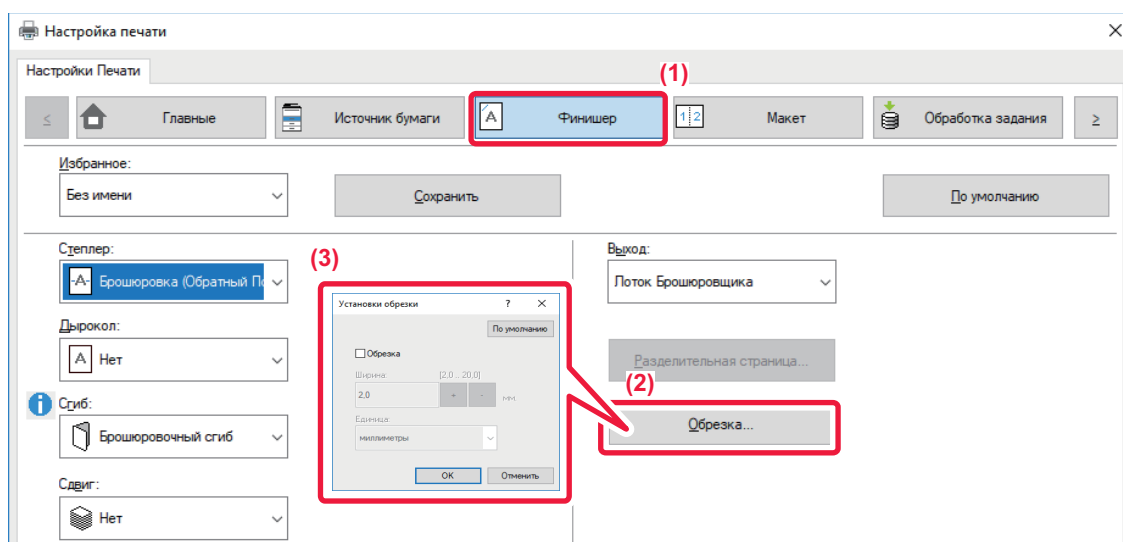 Настройка печати
Настройки Печати
(1)
Главные
Источник бумаги
A
Финишер
1 2
Макет
Обработка задания
Избранное:
Без имени
Сохранить
По умолчанию
Степлер:
-A- Брошюровка (Обратный П
Дырокол:
A Нет
Сгиб:
Брошюровочный сгиб
Сдвиг:
Нет
(3)
Установки обрезки
?
По умолчанию
Обрезка
Ширина: [2,0 .. 20,0]
2,0 + - мм.
Единица:
миллиметры
OK Отменить
Выход:
Лоток Брошюровщика
Разделительная страница...
(2)
Обрезка...